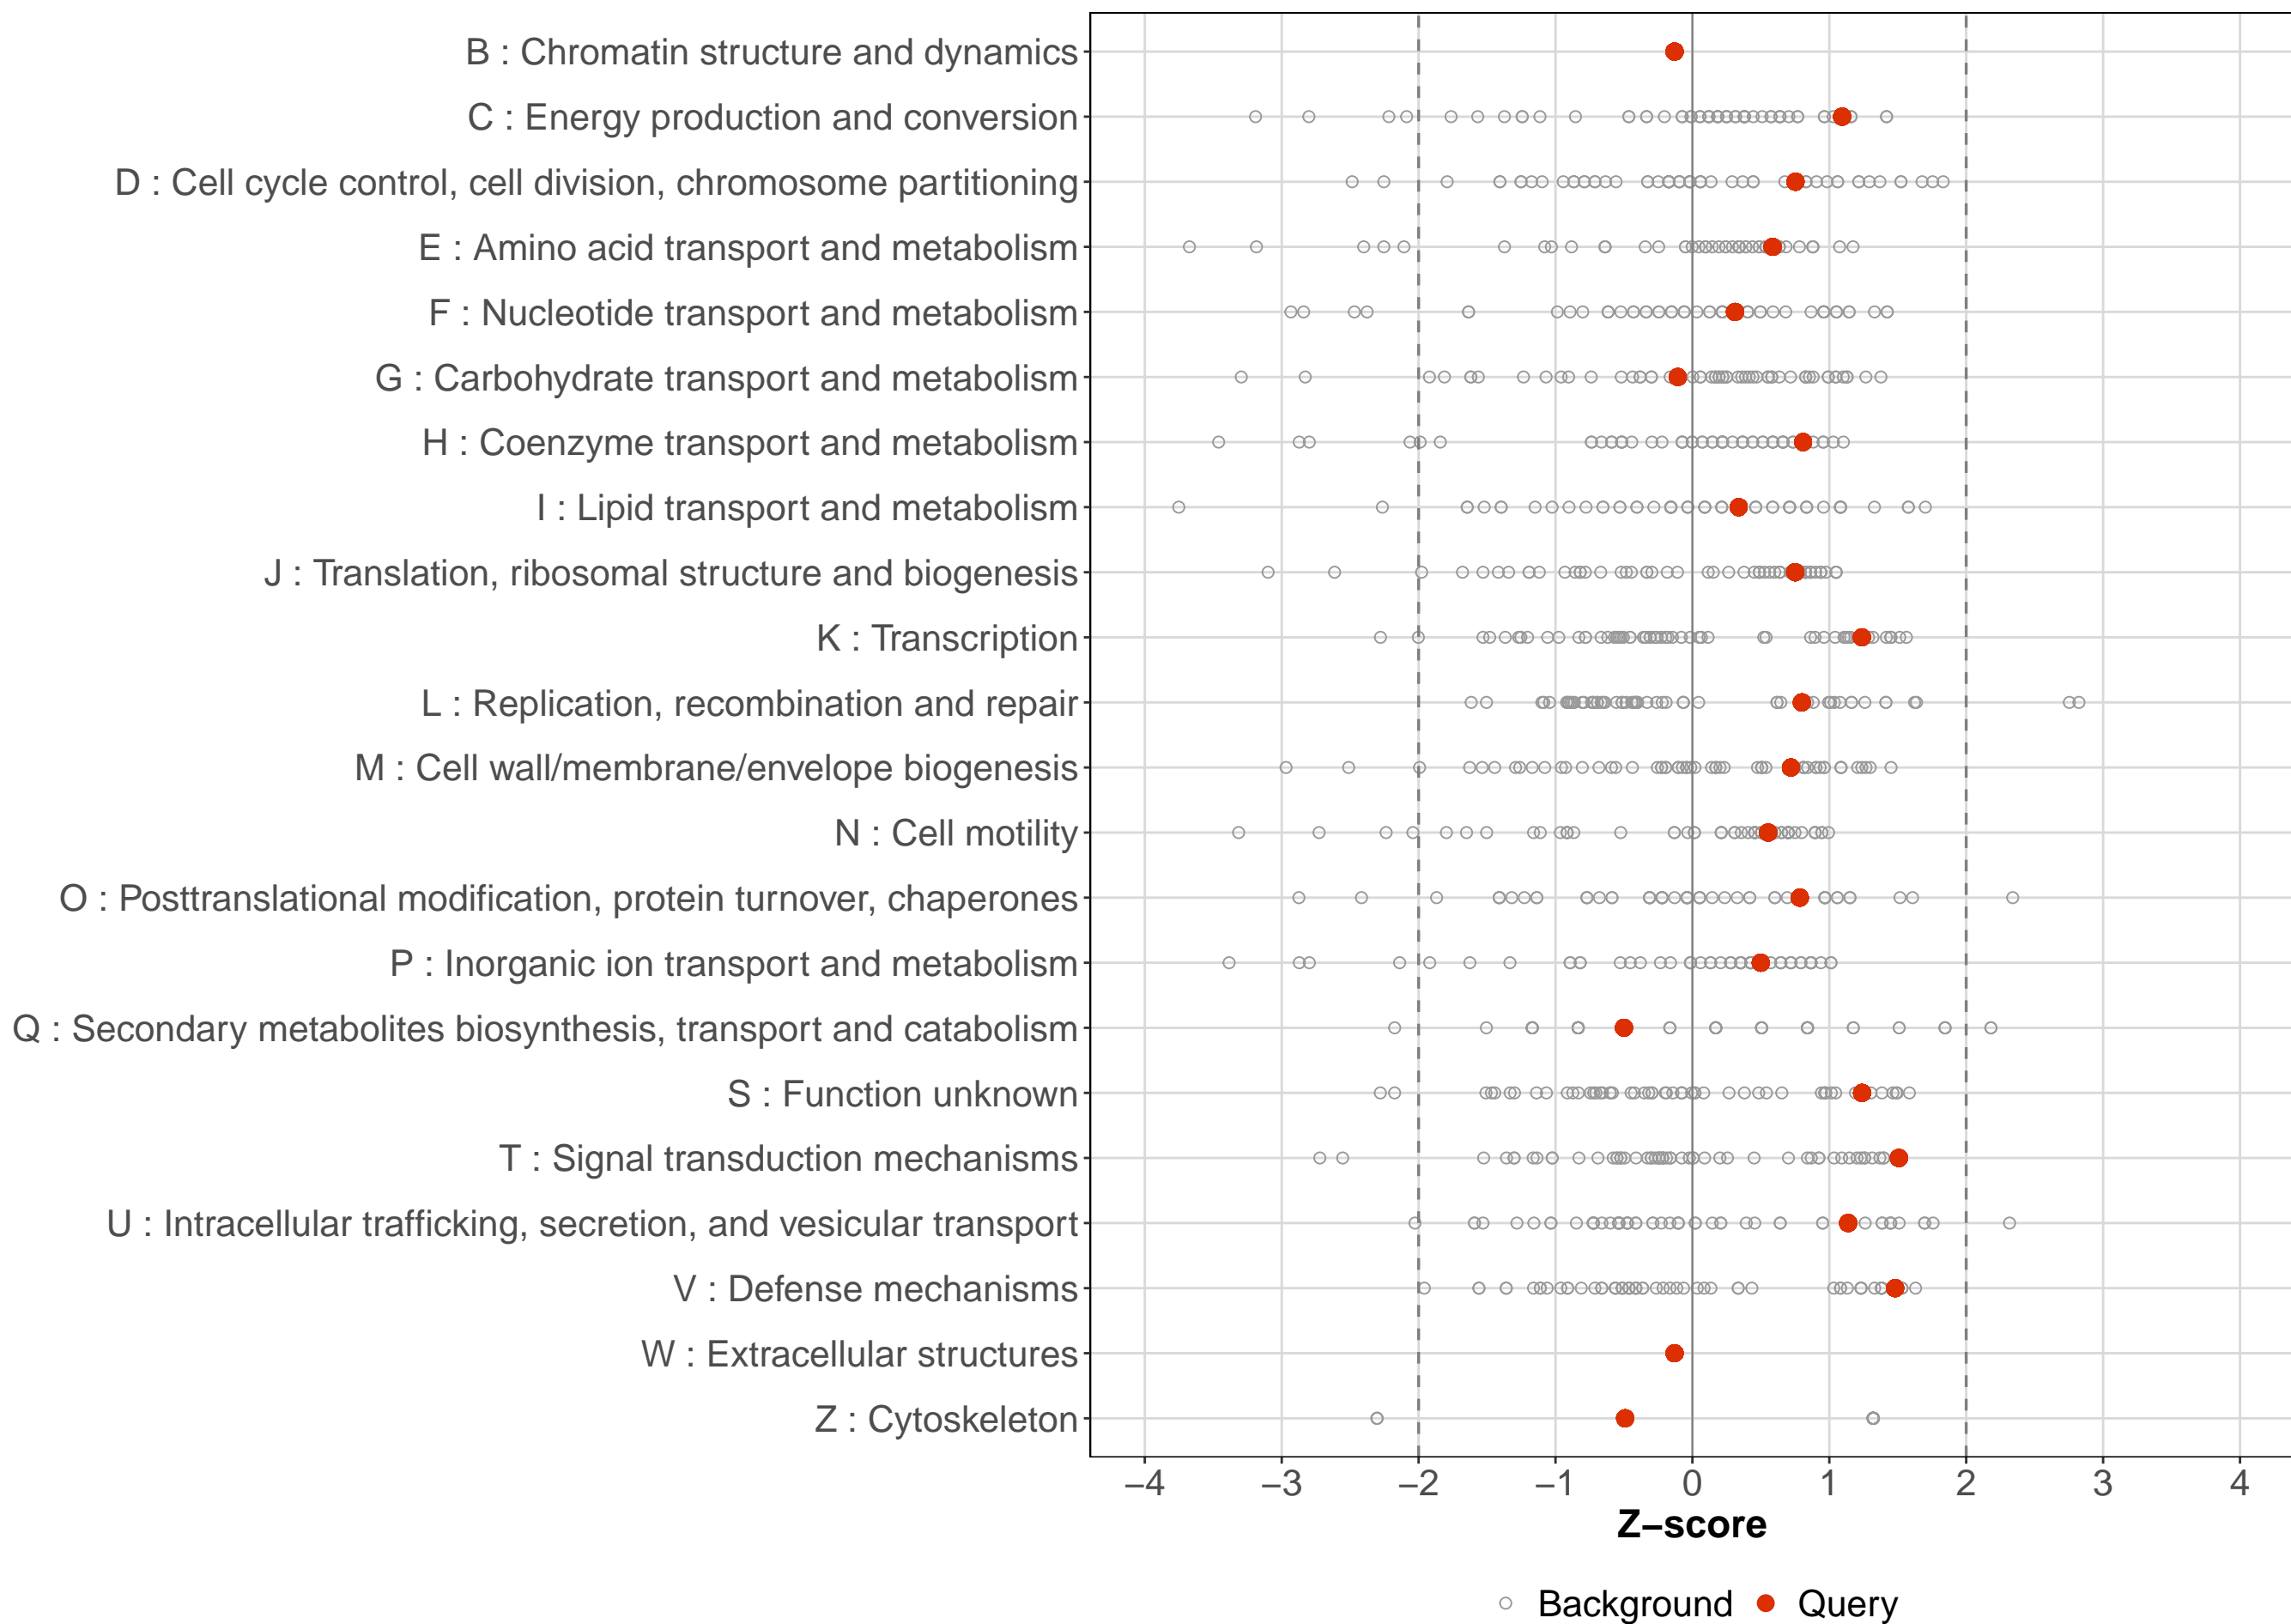 B : Chromatin structure and dynamics
C : Energy production and conversion
D : Cell cycle control, cell division, chromosome partitioning
E : Amino acid transport and metabolism
F : Nucleotide transport and metabolism
G : Carbohydrate transport and metabolism
H : Coenzyme transport and metabolism
I : Lipid transport and metabolism
J : Translation, ribosomal structure and biogenesis
K : Transcription
L : Replication, recombination and repair
M : Cell wall/membrane/envelope biogenesis
N : Cell motility
O : Posttranslational modification, protein turnover, chaperones
P : Inorganic ion transport and metabolism
Q : Secondary metabolites biosynthesis, transport and catabolism
S : Function unknown
T : Signal transduction mechanisms
U : Intracellular trafficking, secretion, and vesicular transport
V : Defense mechanisms
W : Extracellular structures
Z : Cytoskeleton
−4 −3 −2 −1 0 1 2 3 4
Z−score
Background Query